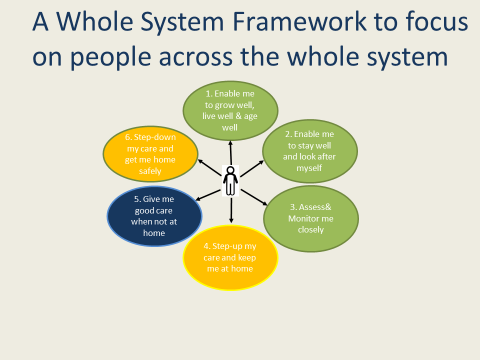 A Whole System Framework to focus
on people across the whole system
1. Enable me
to grow well,
live well & age
well
2. Enable me
to stay well
and look after
myself
3. Assess&
Monitor me
closely
4. Step-up my
care and keep
me at home
5. Give me
good care
when not at
home
6. Step-down
my care and
get me home
safely